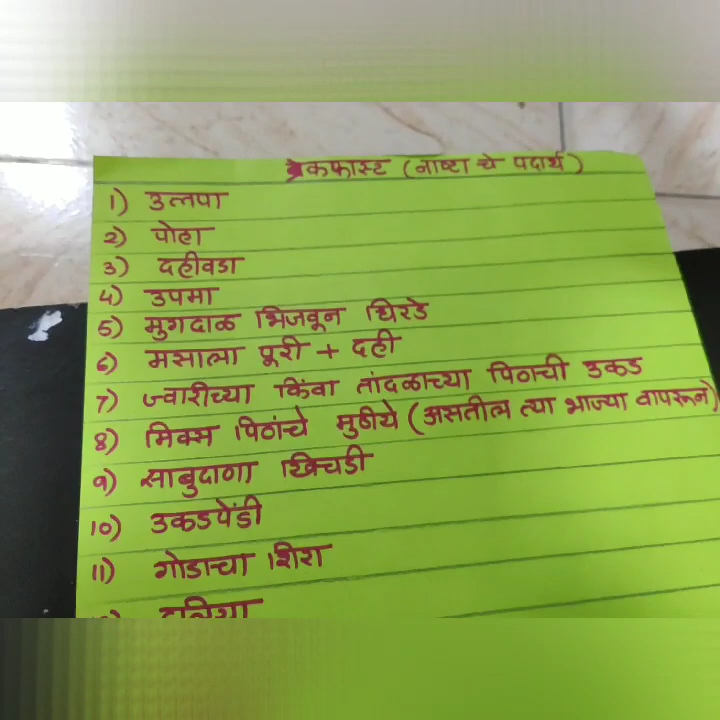 ब्रेकफास्ट (नाष्टा चे पदार्थ)
1) उत्तपा
2) पोहा
3) दहीवडा
4) उपमा
5) मुगदाळ भिजवून धिरडे
6) मसाला पूरी + दही
7) ज्वारीच्या किंवा तांदळाच्या पिठाची उकड
8) मिक्स पिठांचे मुठीये (असतील त्या भाज्या वापरून)
9) साबुदाणा खिचडी
10) उकडपेंडी
11) गोडाचा शिरा
दलिया